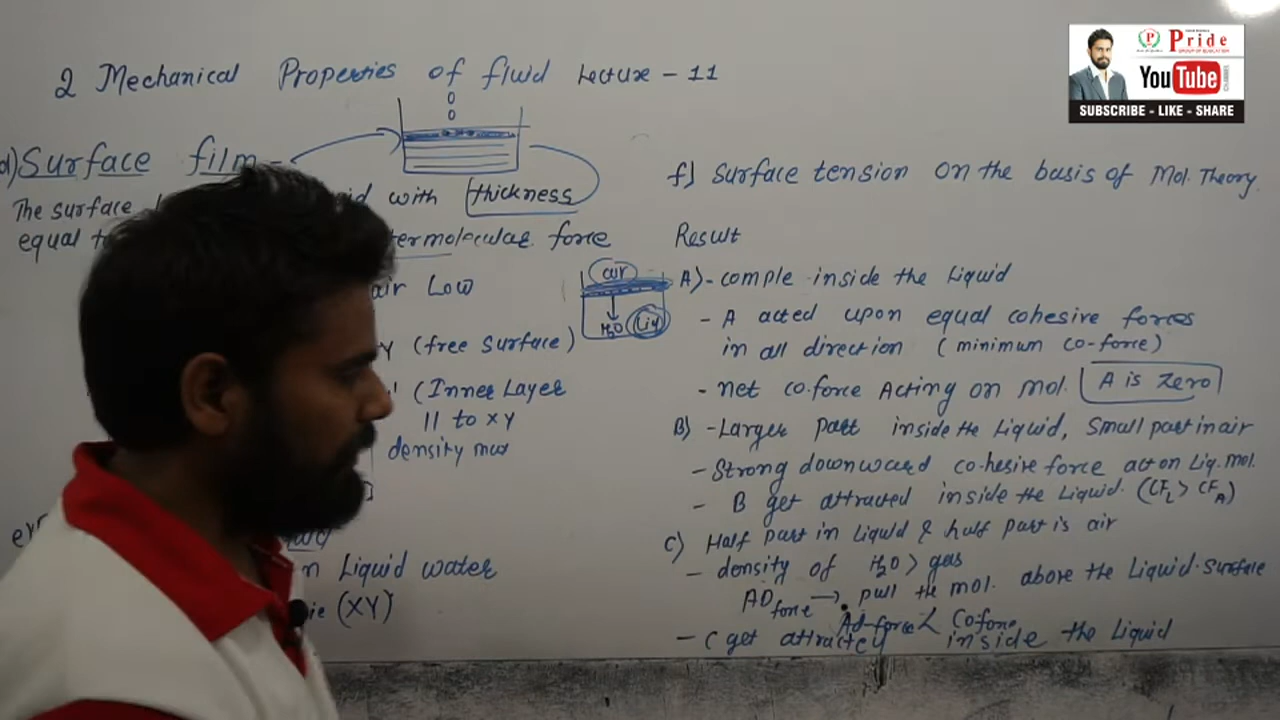 2 Mechanical Properties of fluid Lecture - 11
d) Surface film -
The surface with thickness
equal termolecular force
air Low
Y (free surface)
' (Inner Layer
|| to XY
density max
n Liquid water
ie (XY)
air
H2O Liq
f) Surface tension on the basis of Mol. Theory.
Result
A) - comple inside the Liquid
- A acted upon equal cohesive forces
in all direction (minimum co-force)
- net co.force Acting on mol. A is Zero
B) - Larger part inside the Liquid, Small part in air
- Strong downward co-hesive force act on Liq. mol.
- B get attracted inside the Liquid. (CFL > CFA)
C) Half part in Liquid & half part is air
- density of H2O > gas
AD force → pull the mol. above the Liquid surface
Ad-force < Co-force
- C get attracted inside the Liquid
Pride
YouTube
SUBSCRIBE - LIKE - SHARE